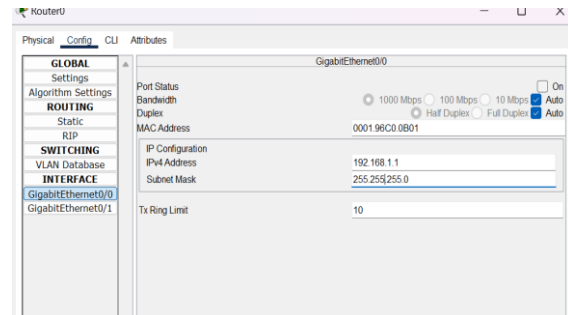 Router0
Physical Config CLI Attributes
GLOBAL
Settings
Algorithm Settings
ROUTING
Static
RIP
SWITCHING
VLAN Database
INTERFACE
GigabitEthernet0/0
GigabitEthernet0/1
GigabitEthernet0/0
Port Status On
Bandwidth 1000 Mbps 100 Mbps 10 Mbps Auto
Duplex Half Duplex Full Duplex Auto
MAC Address 0001.96C0.0B01
IP Configuration
IPv4 Address 192.168.1.1
Subnet Mask 255.255.255.0
Tx Ring Limit 10